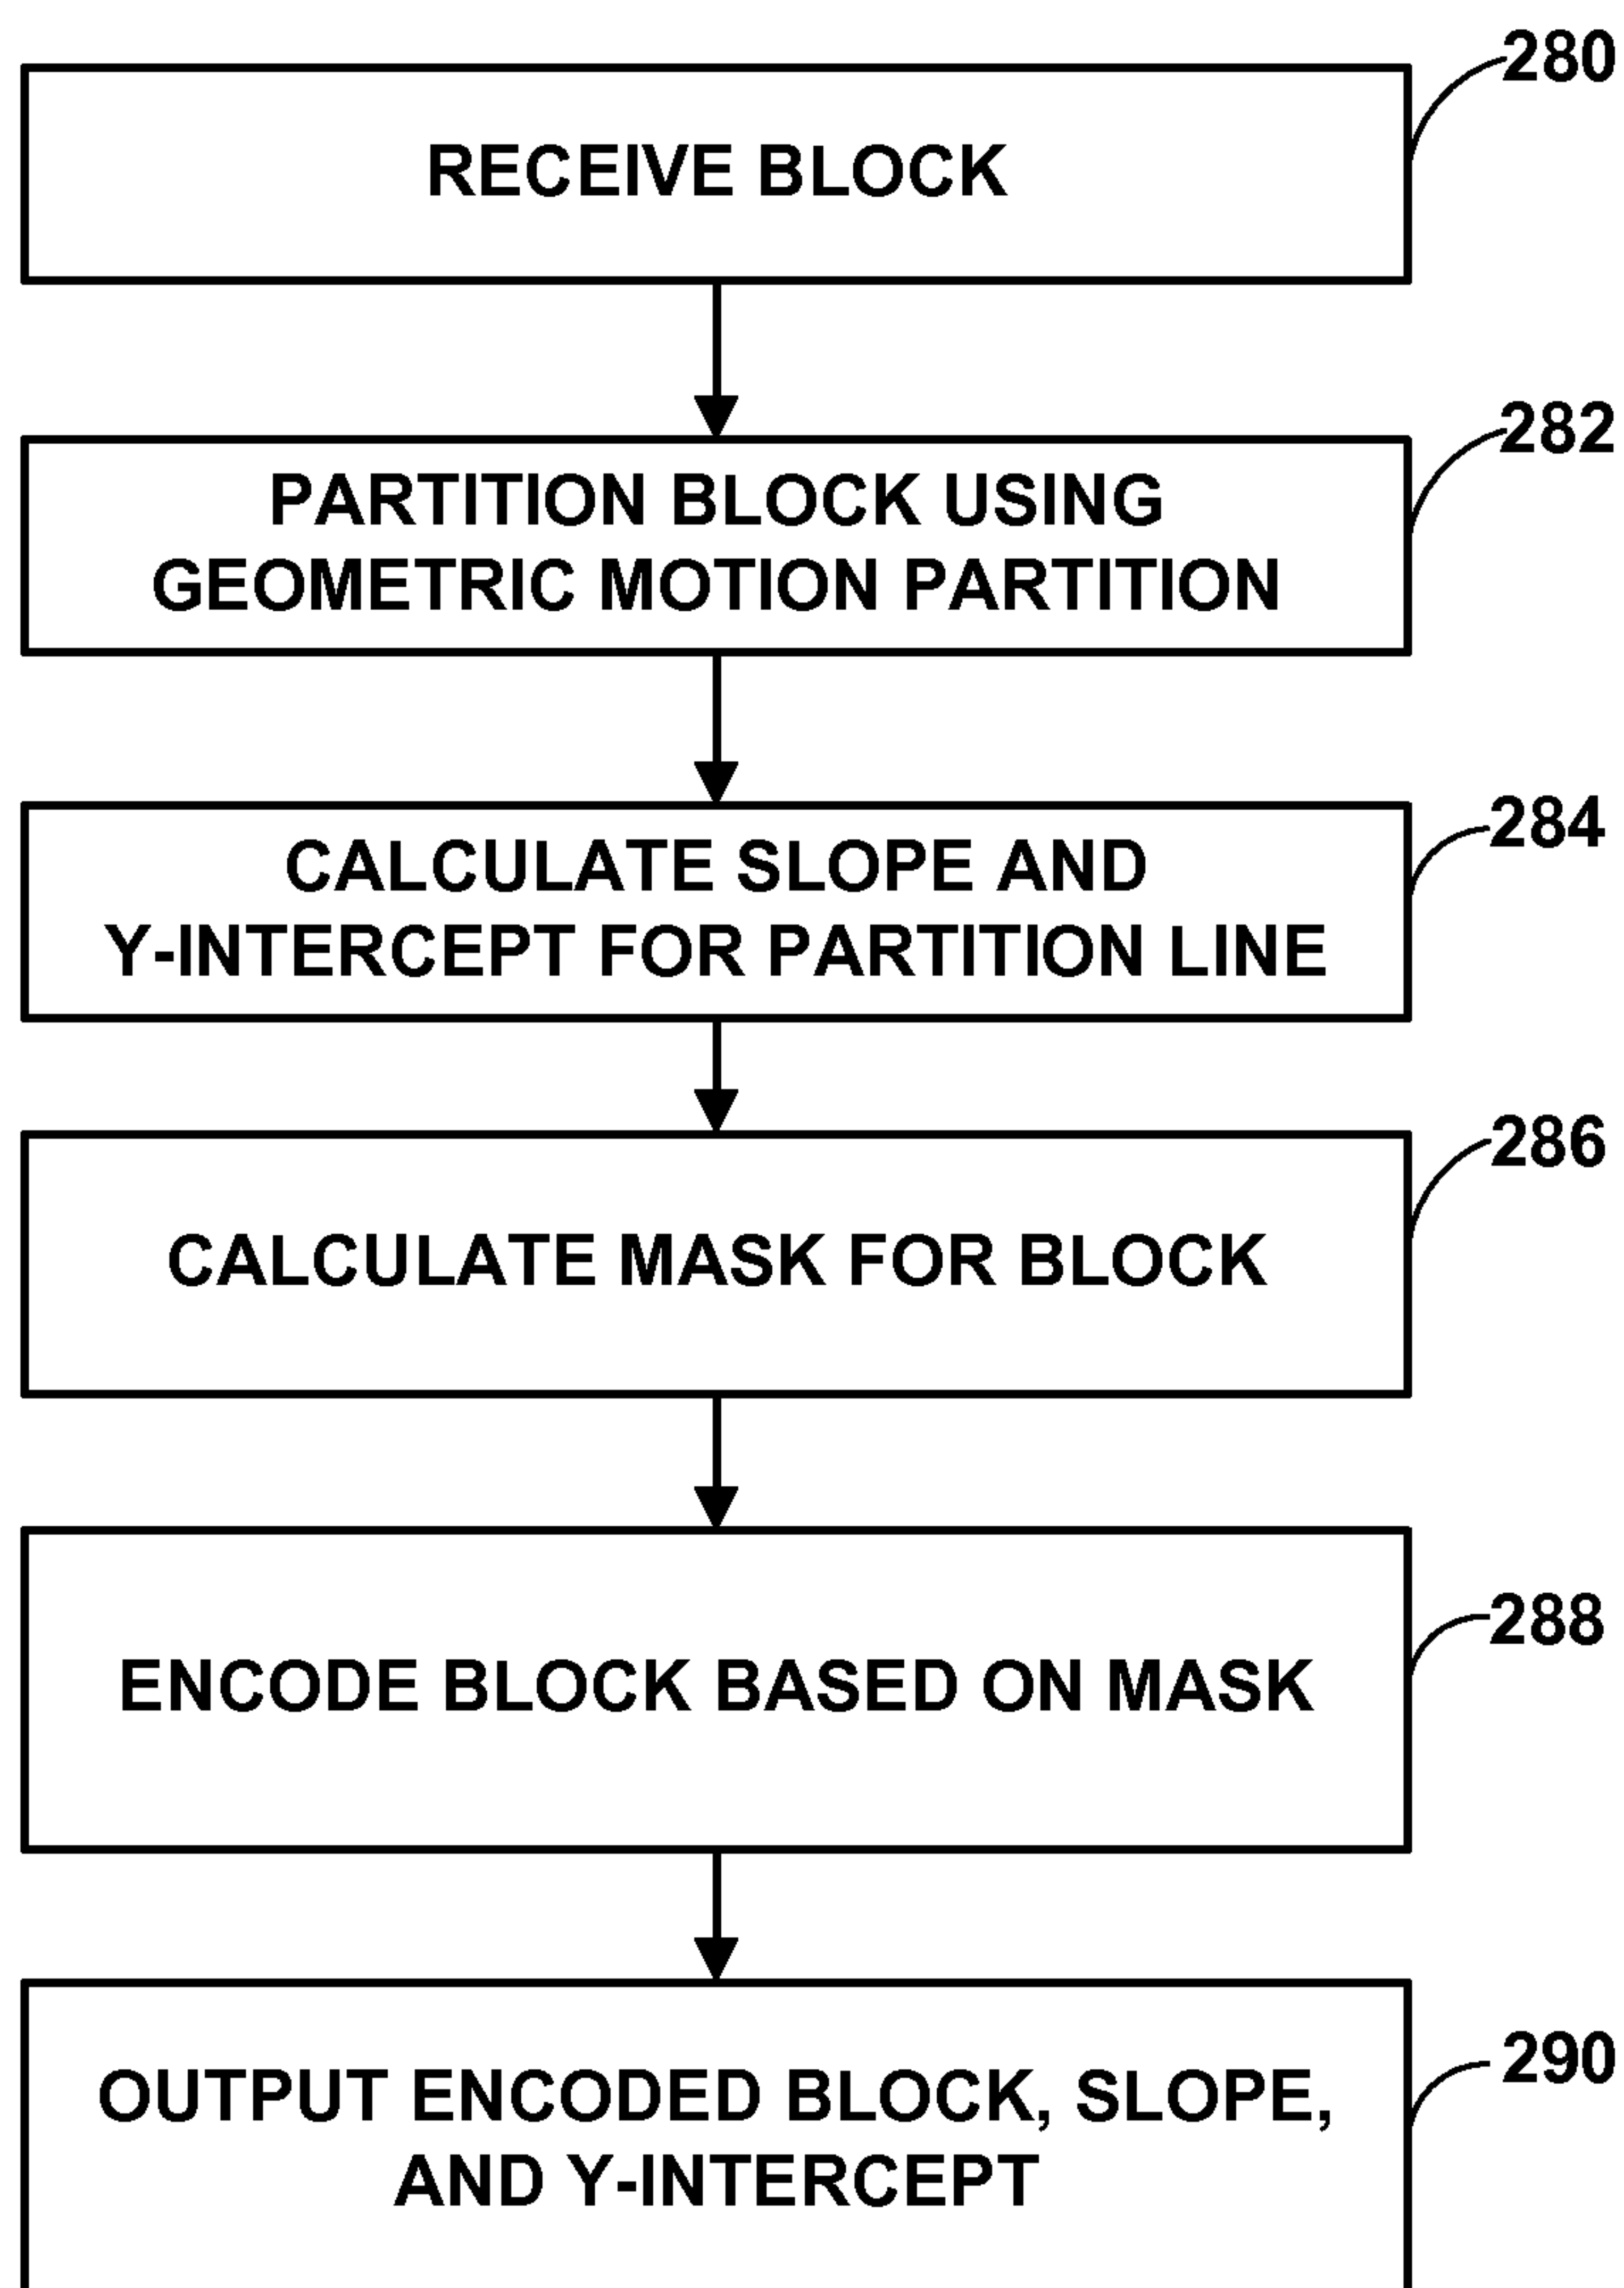 280
RECEIVE BLOCK
282
PARTITION BLOCK USING
GEOMETRIC MOTION PARTITION
284
CALCULATE SLOPE AND
Y-INTERCEPT FOR PARTITION LINE
286
CALCULATE MASK FOR BLOCK
288
ENCODE BLOCK BASED ON MASK
290
OUTPUT ENCODED BLOCK, SLOPE,
AND Y-INTERCEPT